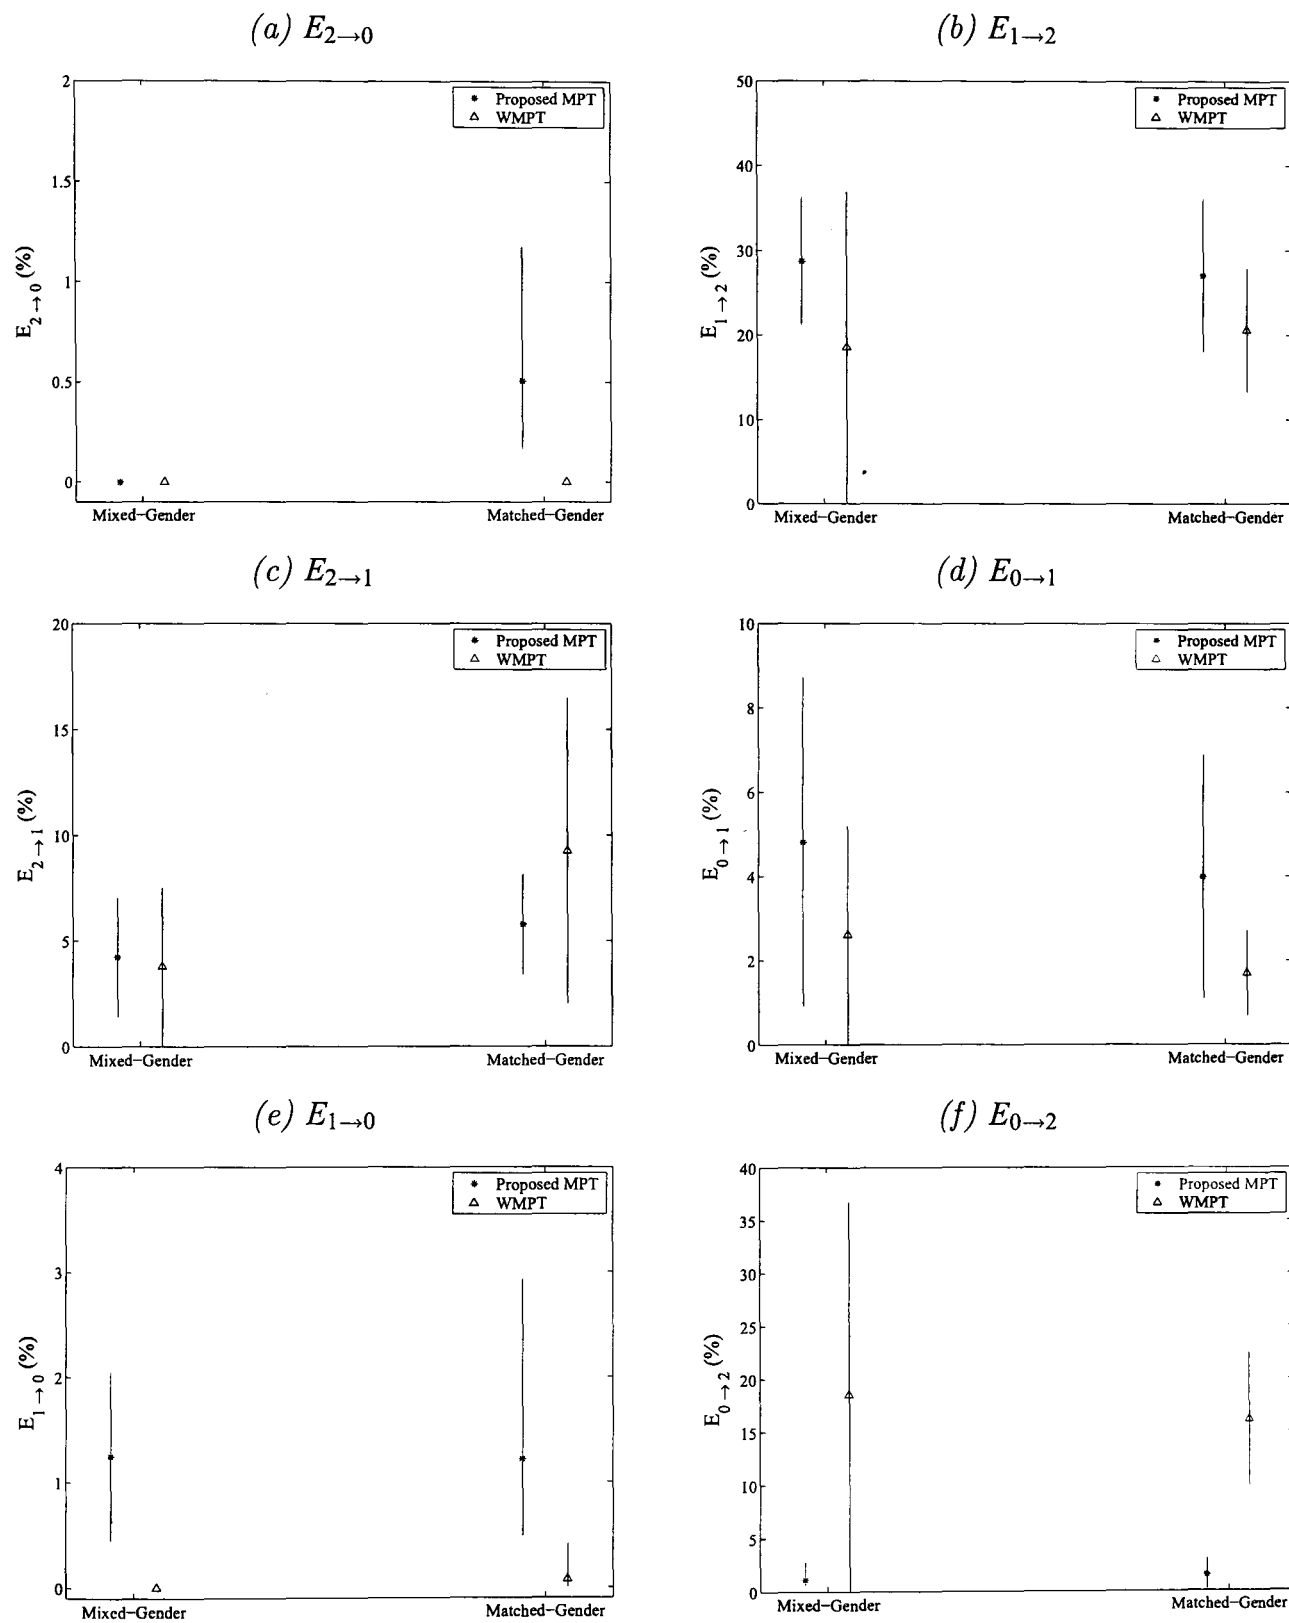 (a) E2→0
2
1.5
1
0.5
0
E2→0 (%)
Proposed MPT
WMPT
Mixed-Gender
Matched-Gender
(b) E1→2
50
40
30
20
10
0
E1→2 (%)
Proposed MPT
WMPT
Mixed-Gender
Matched-Gender
(c) E2→1
20
15
10
5
0
E2→1 (%)
Proposed MPT
WMPT
Mixed-Gender
Matched-Gender
(d) E0→1
10
8
6
4
2
0
E0→1 (%)
Proposed MPT
WMPT
Mixed-Gender
Matched-Gender
(e) E1→0
4
3
2
1
0
E1→0 (%)
Proposed MPT
WMPT
Mixed-Gender
Matched-Gender
(f) E0→2
40
35
30
25
20
15
10
5
0
E0→2 (%)
Proposed MPT
WMPT
Mixed-Gender
Matched-Gender